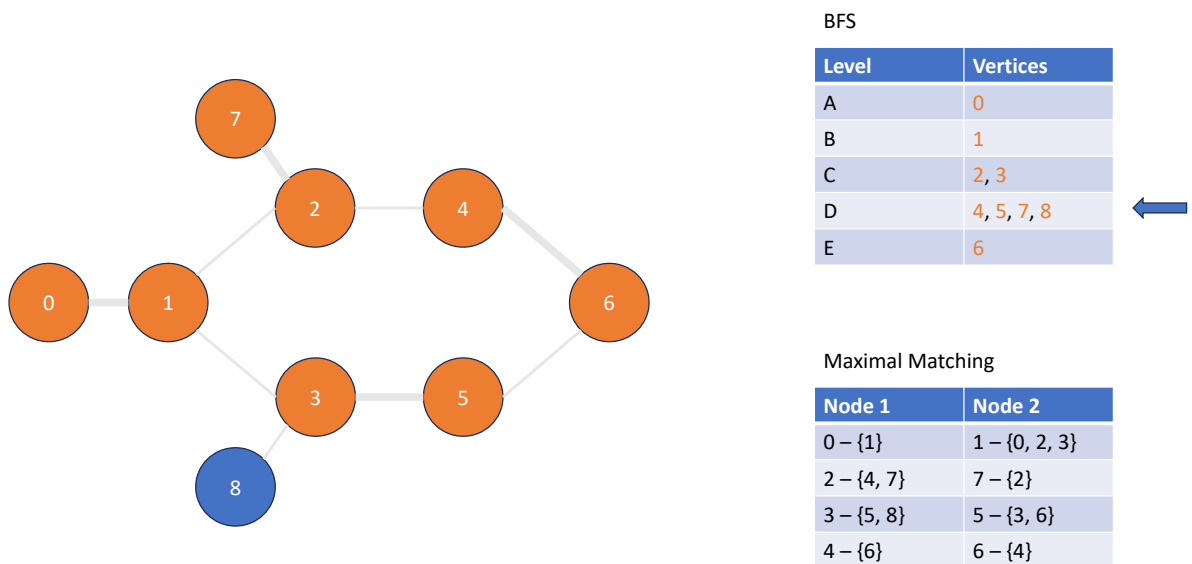 BFS
Level Vertices
A 0
B 1
C 2, 3
D 4, 5, 7, 8
E 6
7
2 4
0 1 6
3 5
8
Maximal Matching
Node 1 Node 2
0 – {1} 1 – {0, 2, 3}
2 – {4, 7} 7 – {2}
3 – {5, 8} 5 – {3, 6}
4 – {6} 6 – {4}